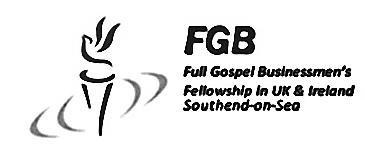 FGB
Full Gospel Businessmen's
Fellowship in UK & Ireland
Southend-on-Sea